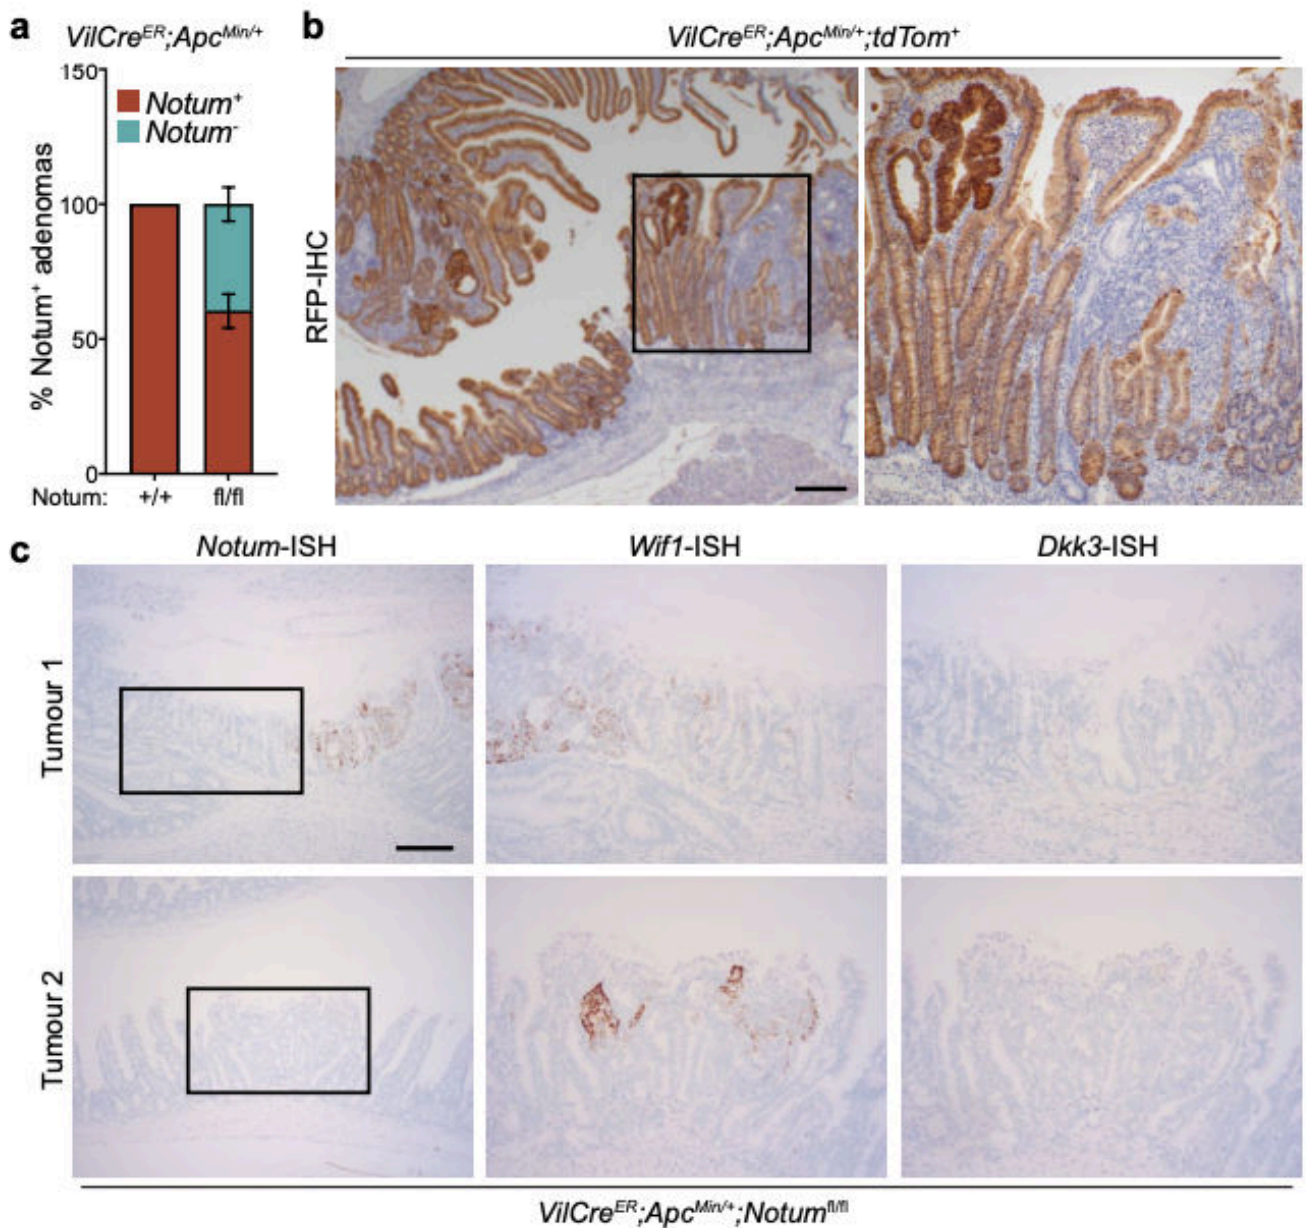 a
VilCreER;ApcMin/+
150
Notum+
Notum-
100
50
0
% Notum+ adenomas
Notum: +/+ fl/fl
b
VilCreER;ApcMin/+;tdTom+
RFP-IHC
c
Notum-ISH Wif1-ISH Dkk3-ISH
Tumour 1
Tumour 2
VilCreER;ApcMin/+;Notumfl/fl